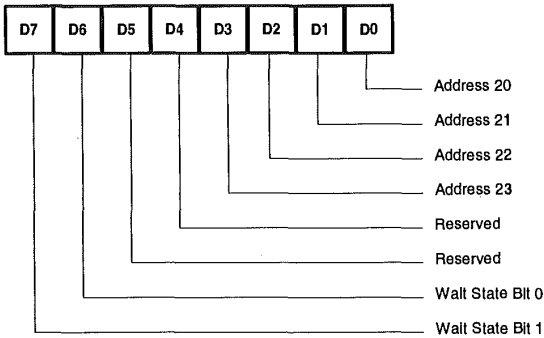 D7 D6 D5 D4 D3 D2 D1 D0
Address 20
Address 21
Address 22
Address 23
Reserved
Reserved
Wait State Bit 0
Wait State Bit 1